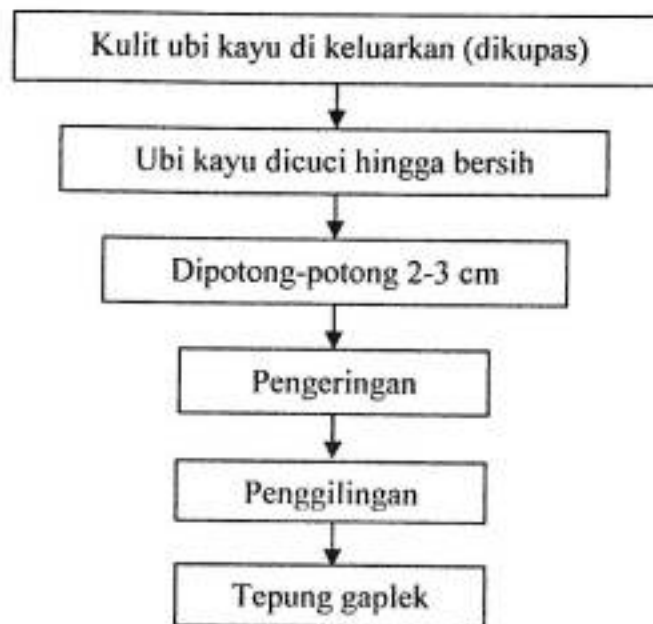 Kulit ubi kayu di keluarkan (dikupas)
Ubi kayu dicuci hingga bersih
Dipotong-potong 2-3 cm
Pengeringan
Penggilingan
Tepung gaplek